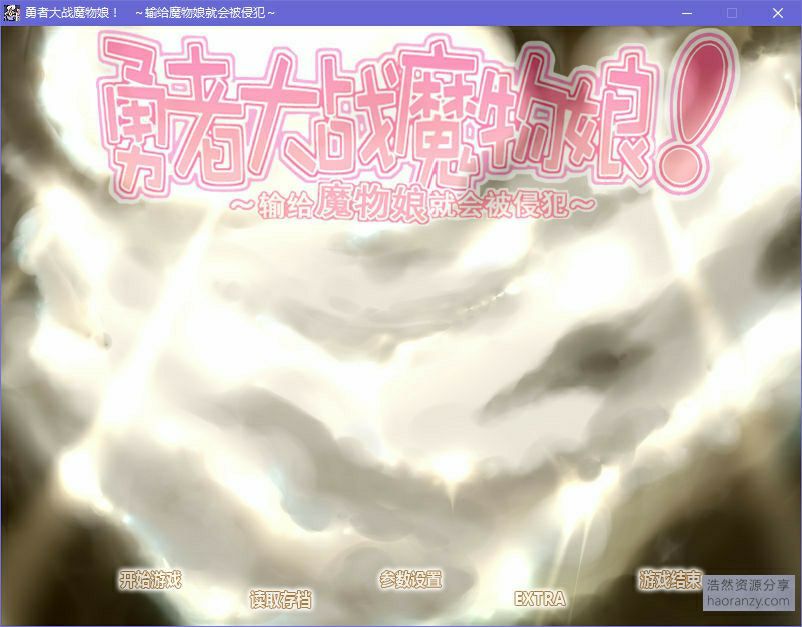 勇者大战魔物娘！　～输给魔物娘就会被侵犯～
勇者大战魔物娘！
～输给魔物娘就会被侵犯～
开始游戏
读取存档
参数设置
EXTRA
游戏结束
浩然资源分享
haoranzy.com